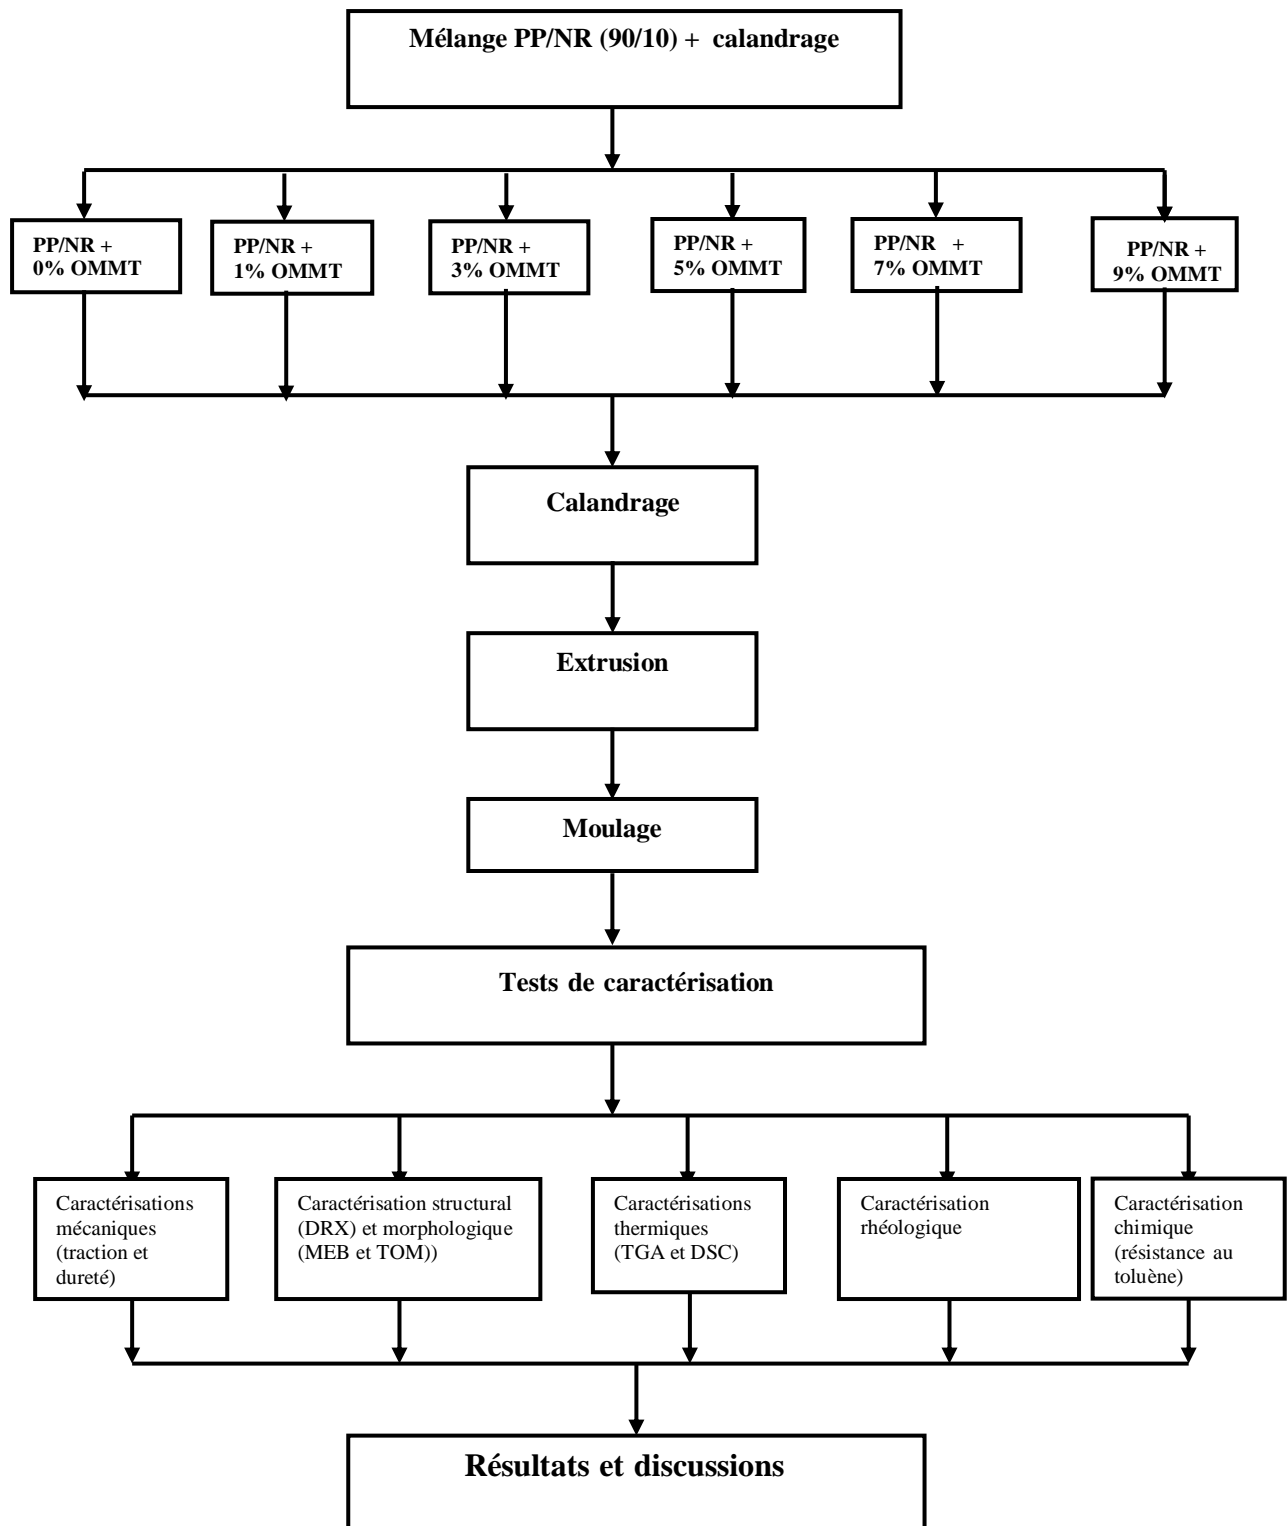 Mélange PP/NR (90/10) + calandrage
PP/NR +
0% OMMT
PP/NR +
1% OMMT
PP/NR +
3% OMMT
PP/NR +
5% OMMT
PP/NR +
7% OMMT
PP/NR +
9% OMMT
Calandrage
Extrusion
Moulage
Tests de caractérisation
Caractérisations
mécaniques
(traction et
dureté)
Caractérisation structural
(DRX) et morphologique
(MEB et TOM))
Caractérisations
thermiques
(TGA et DSC)
Caractérisation
rhéologique
Caractérisation
chimique
(résistance au
toluène)
Résultats et discussions